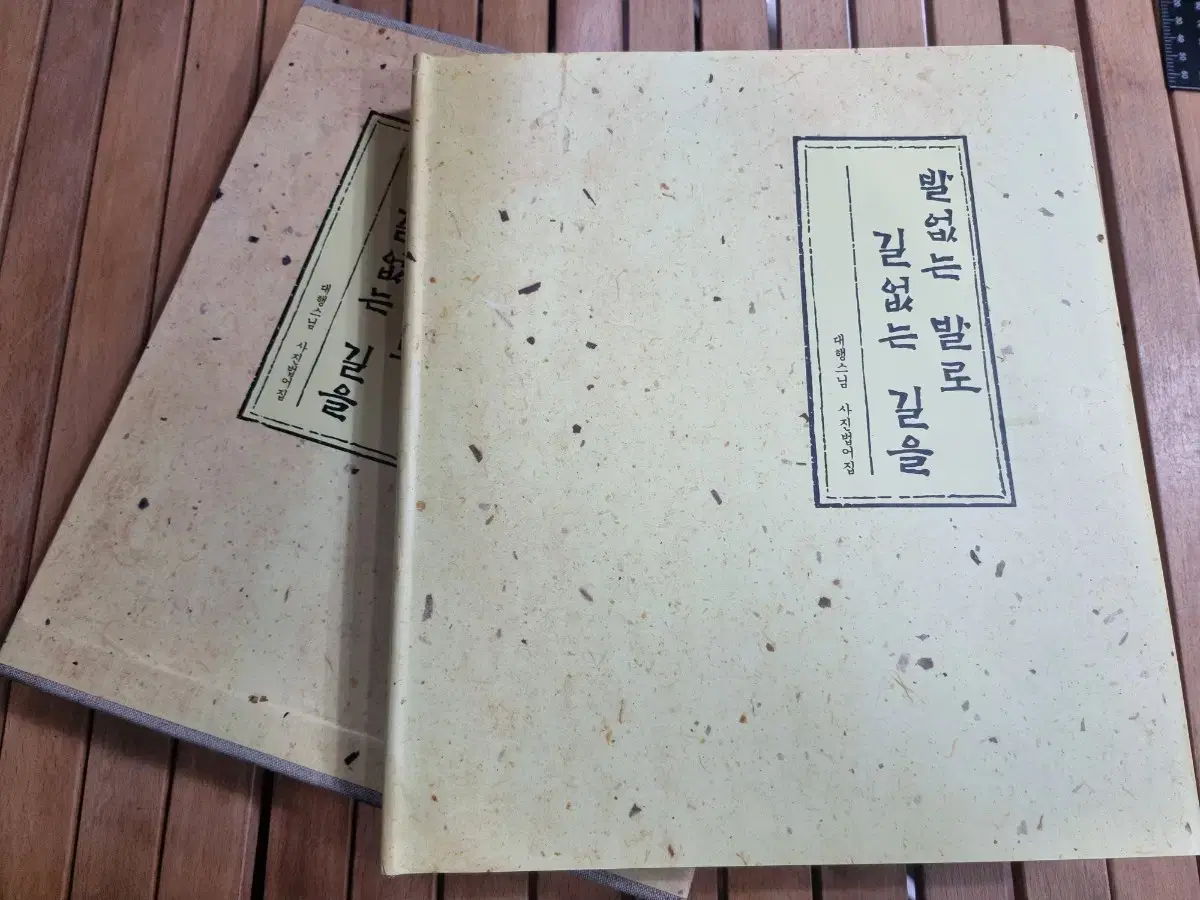 발없는 발로
길없는 길을
대행스님 사진법어집
없는
길을
대행스님 사진법어집